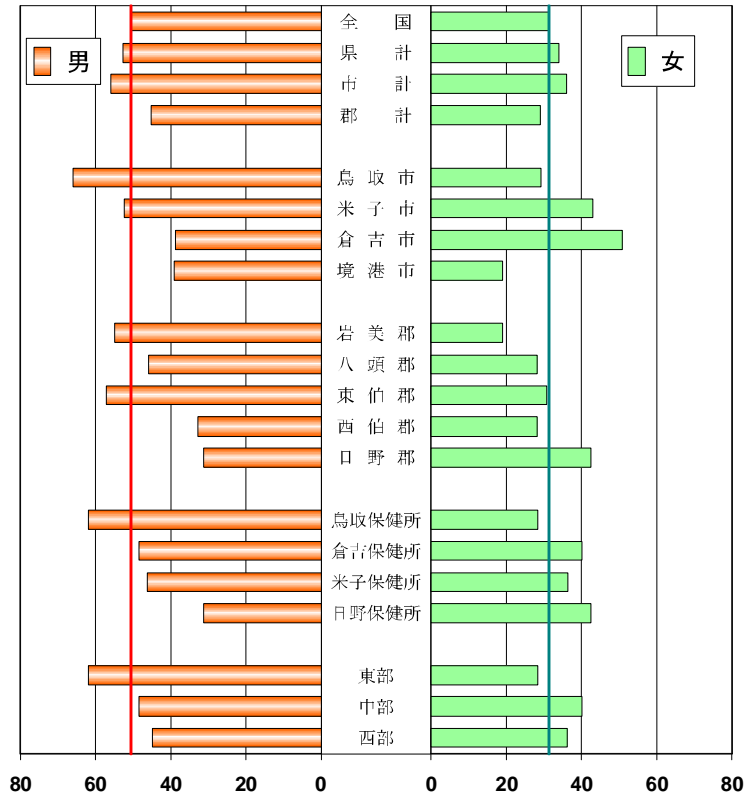 男
女
全　国
県　計
市　計
郡　計
鳥 取 市
米 子 市
倉 吉 市
境 港 市
岩 美 郡
八 頭 郡
東 伯 郡
西 伯 郡
日 野 郡
鳥取保健所
倉吉保健所
米子保健所
日野保健所
東部
中部
西部
80 60 40 20 0 0 20 40 60 80